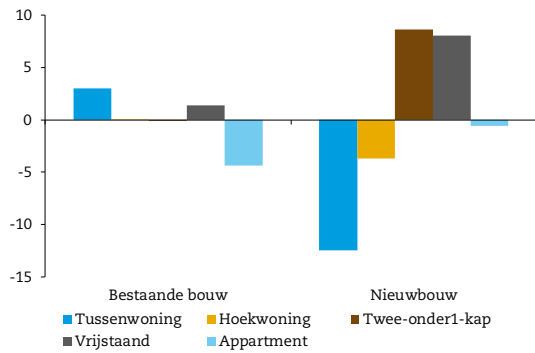 10
5
0
-5
-10
-15
Bestaande bouw Nieuwbouw
Tussenwoning Hoekwoning Twee-onder1-kap
Vrijstaand Appartment